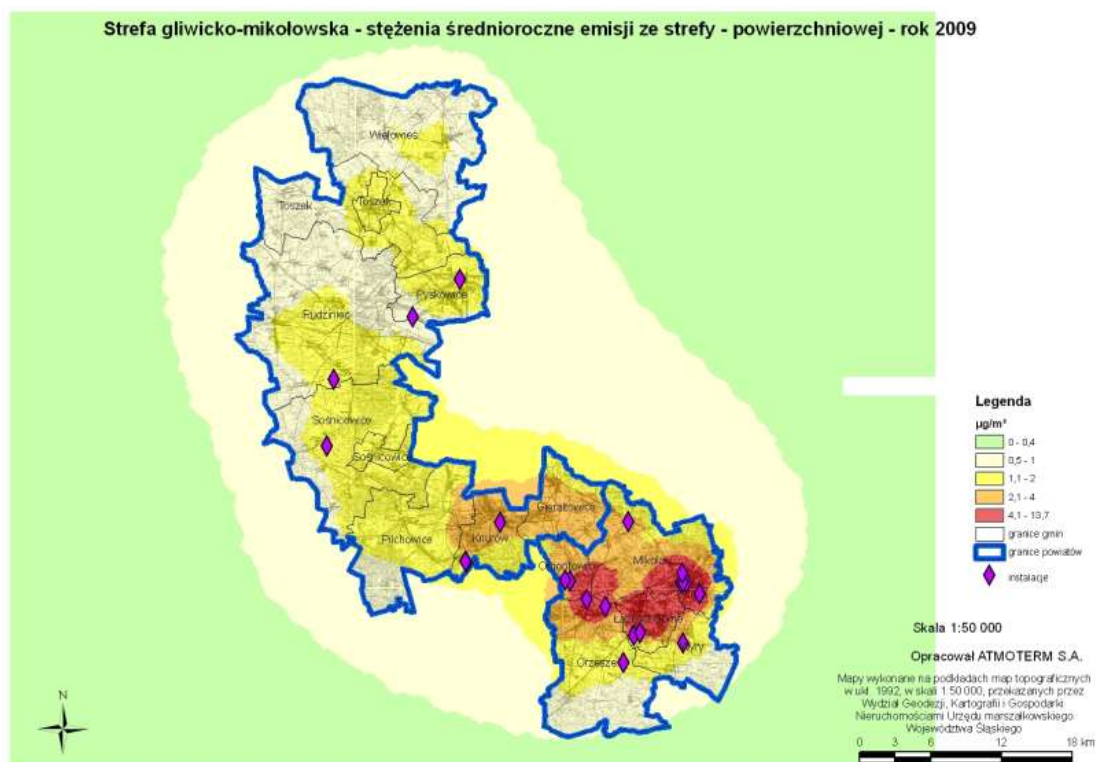 Strefa gliwicko-mikołowska - stężenia średnioroczne emisji ze strefy - powierzchniowej - rok 2009
Wielowieś
Toszek
Toszek
Pyskowice
Rudziniec
Sośnicowice
Sośnicowice
Gierałtowice
Pilchowice
Knurów
Ornontowice
Mikołów
Łaziska Górne
Wyry
Orzesze
Legenda
µg/m³
0 - 0,4
0,5 - 1
1,1 - 2
2,1 - 4
4,1 - 13,7
granice gmin
granice powiatów
instalacje
Skala 1:50 000
Opracował ATMOTERM S.A.
Mapy wykonane na podkładach map topograficznych
w ukł. 1992, w skali 1:50 000, przekazanych przez
Wydział Geodezji, Kartografii i Gospodarki
Nieruchomościami Urzędu marszałkowskiego
Województwa Śląskiego
N
0 3 6 12 18 km